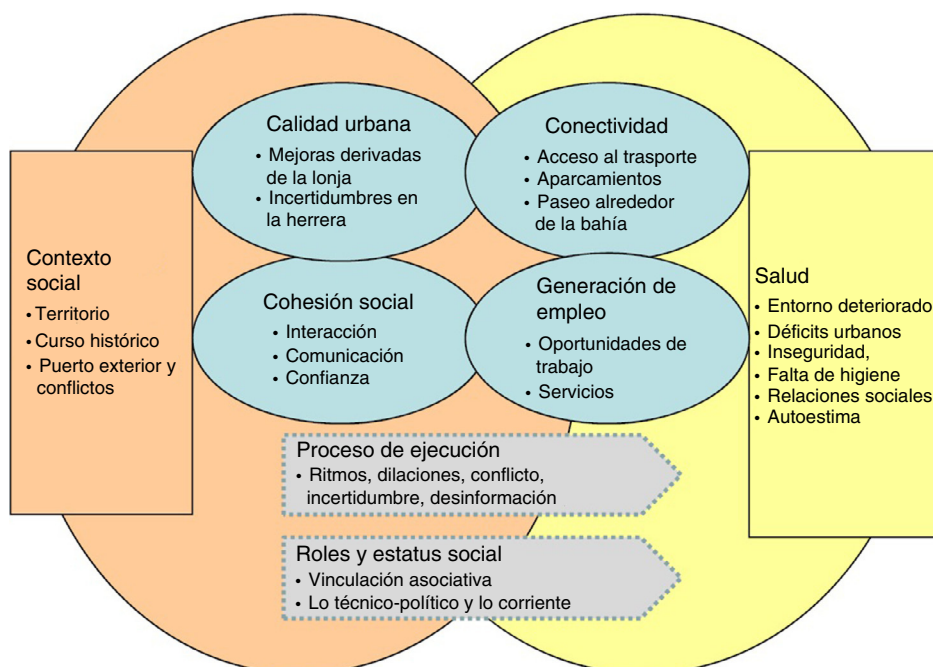 Calidad urbana
• Mejoras derivadas
de la lonja
• Incertidumbres en
la herrera
Conectividad
• Acceso al trasporte
• Aparcamientos
• Paseo alrededor
de la bahía
Contexto
social
• Territorio
• Curso histórico
• Puerto exterior y
conflictos
Cohesión social
• Interacción
• Comunicación
• Confianza
Generación de
empleo
• Oportunidades de
trabajo
• Servicios
Salud
• Entorno deteriorado
• Déficits urbanos
• Inseguridad,
• Falta de higiene
• Relaciones sociales
• Autoestima
Proceso de ejecución
• Ritmos, dilaciones, conflicto,
incertidumbre, desinformación
Roles y estatus social
• Vinculación asociativa
• Lo técnico-político y lo corriente